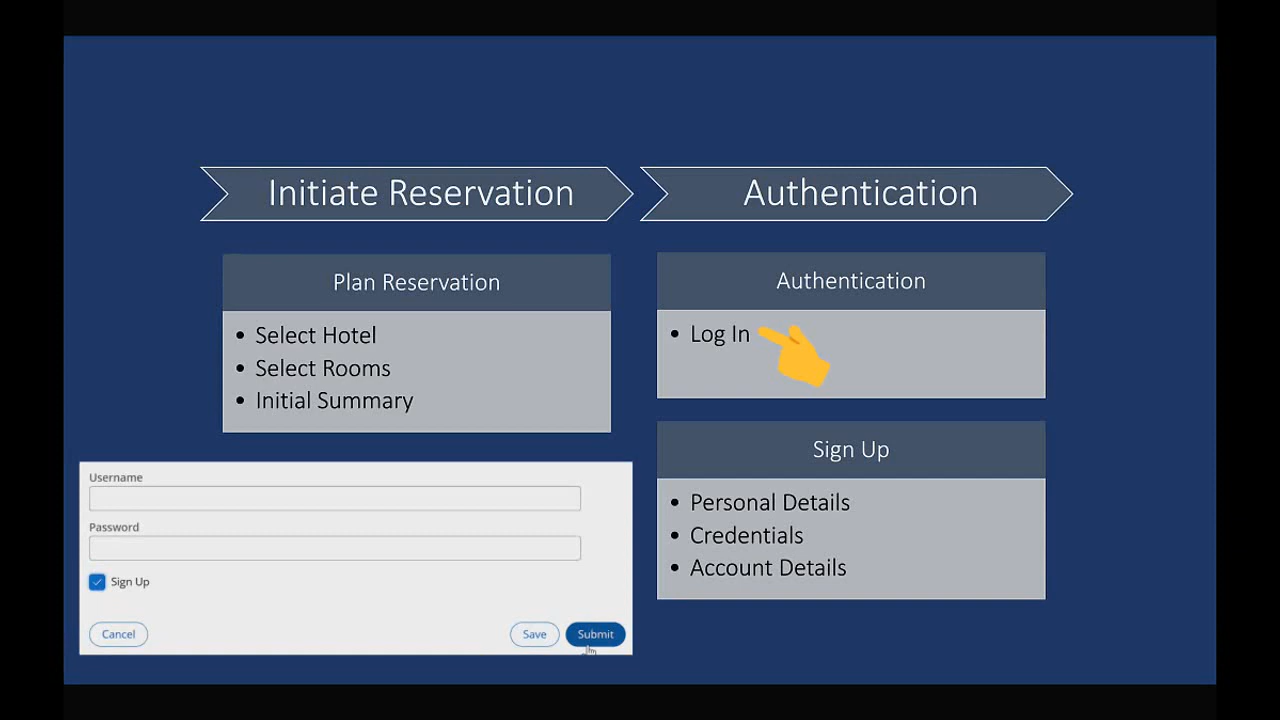 Initiate Reservation
Authentication
Plan Reservation
• Select Hotel
• Select Rooms
• Initial Summary
Authentication
• Log In
Sign Up
• Personal Details
• Credentials
• Account Details
Username
Password
Sign Up
Cancel
Save
Submit